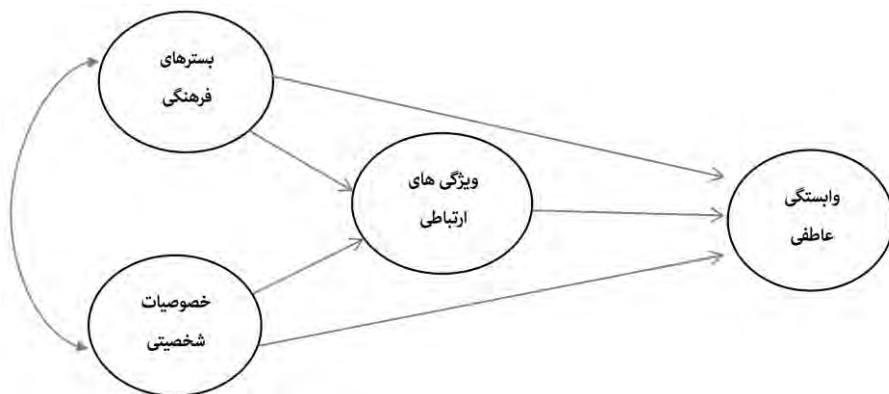 بسترهای
فرهنگی
ویژگی های
ارتباطی
وابستگی
عاطفی
خصوصیات
شخصیتی